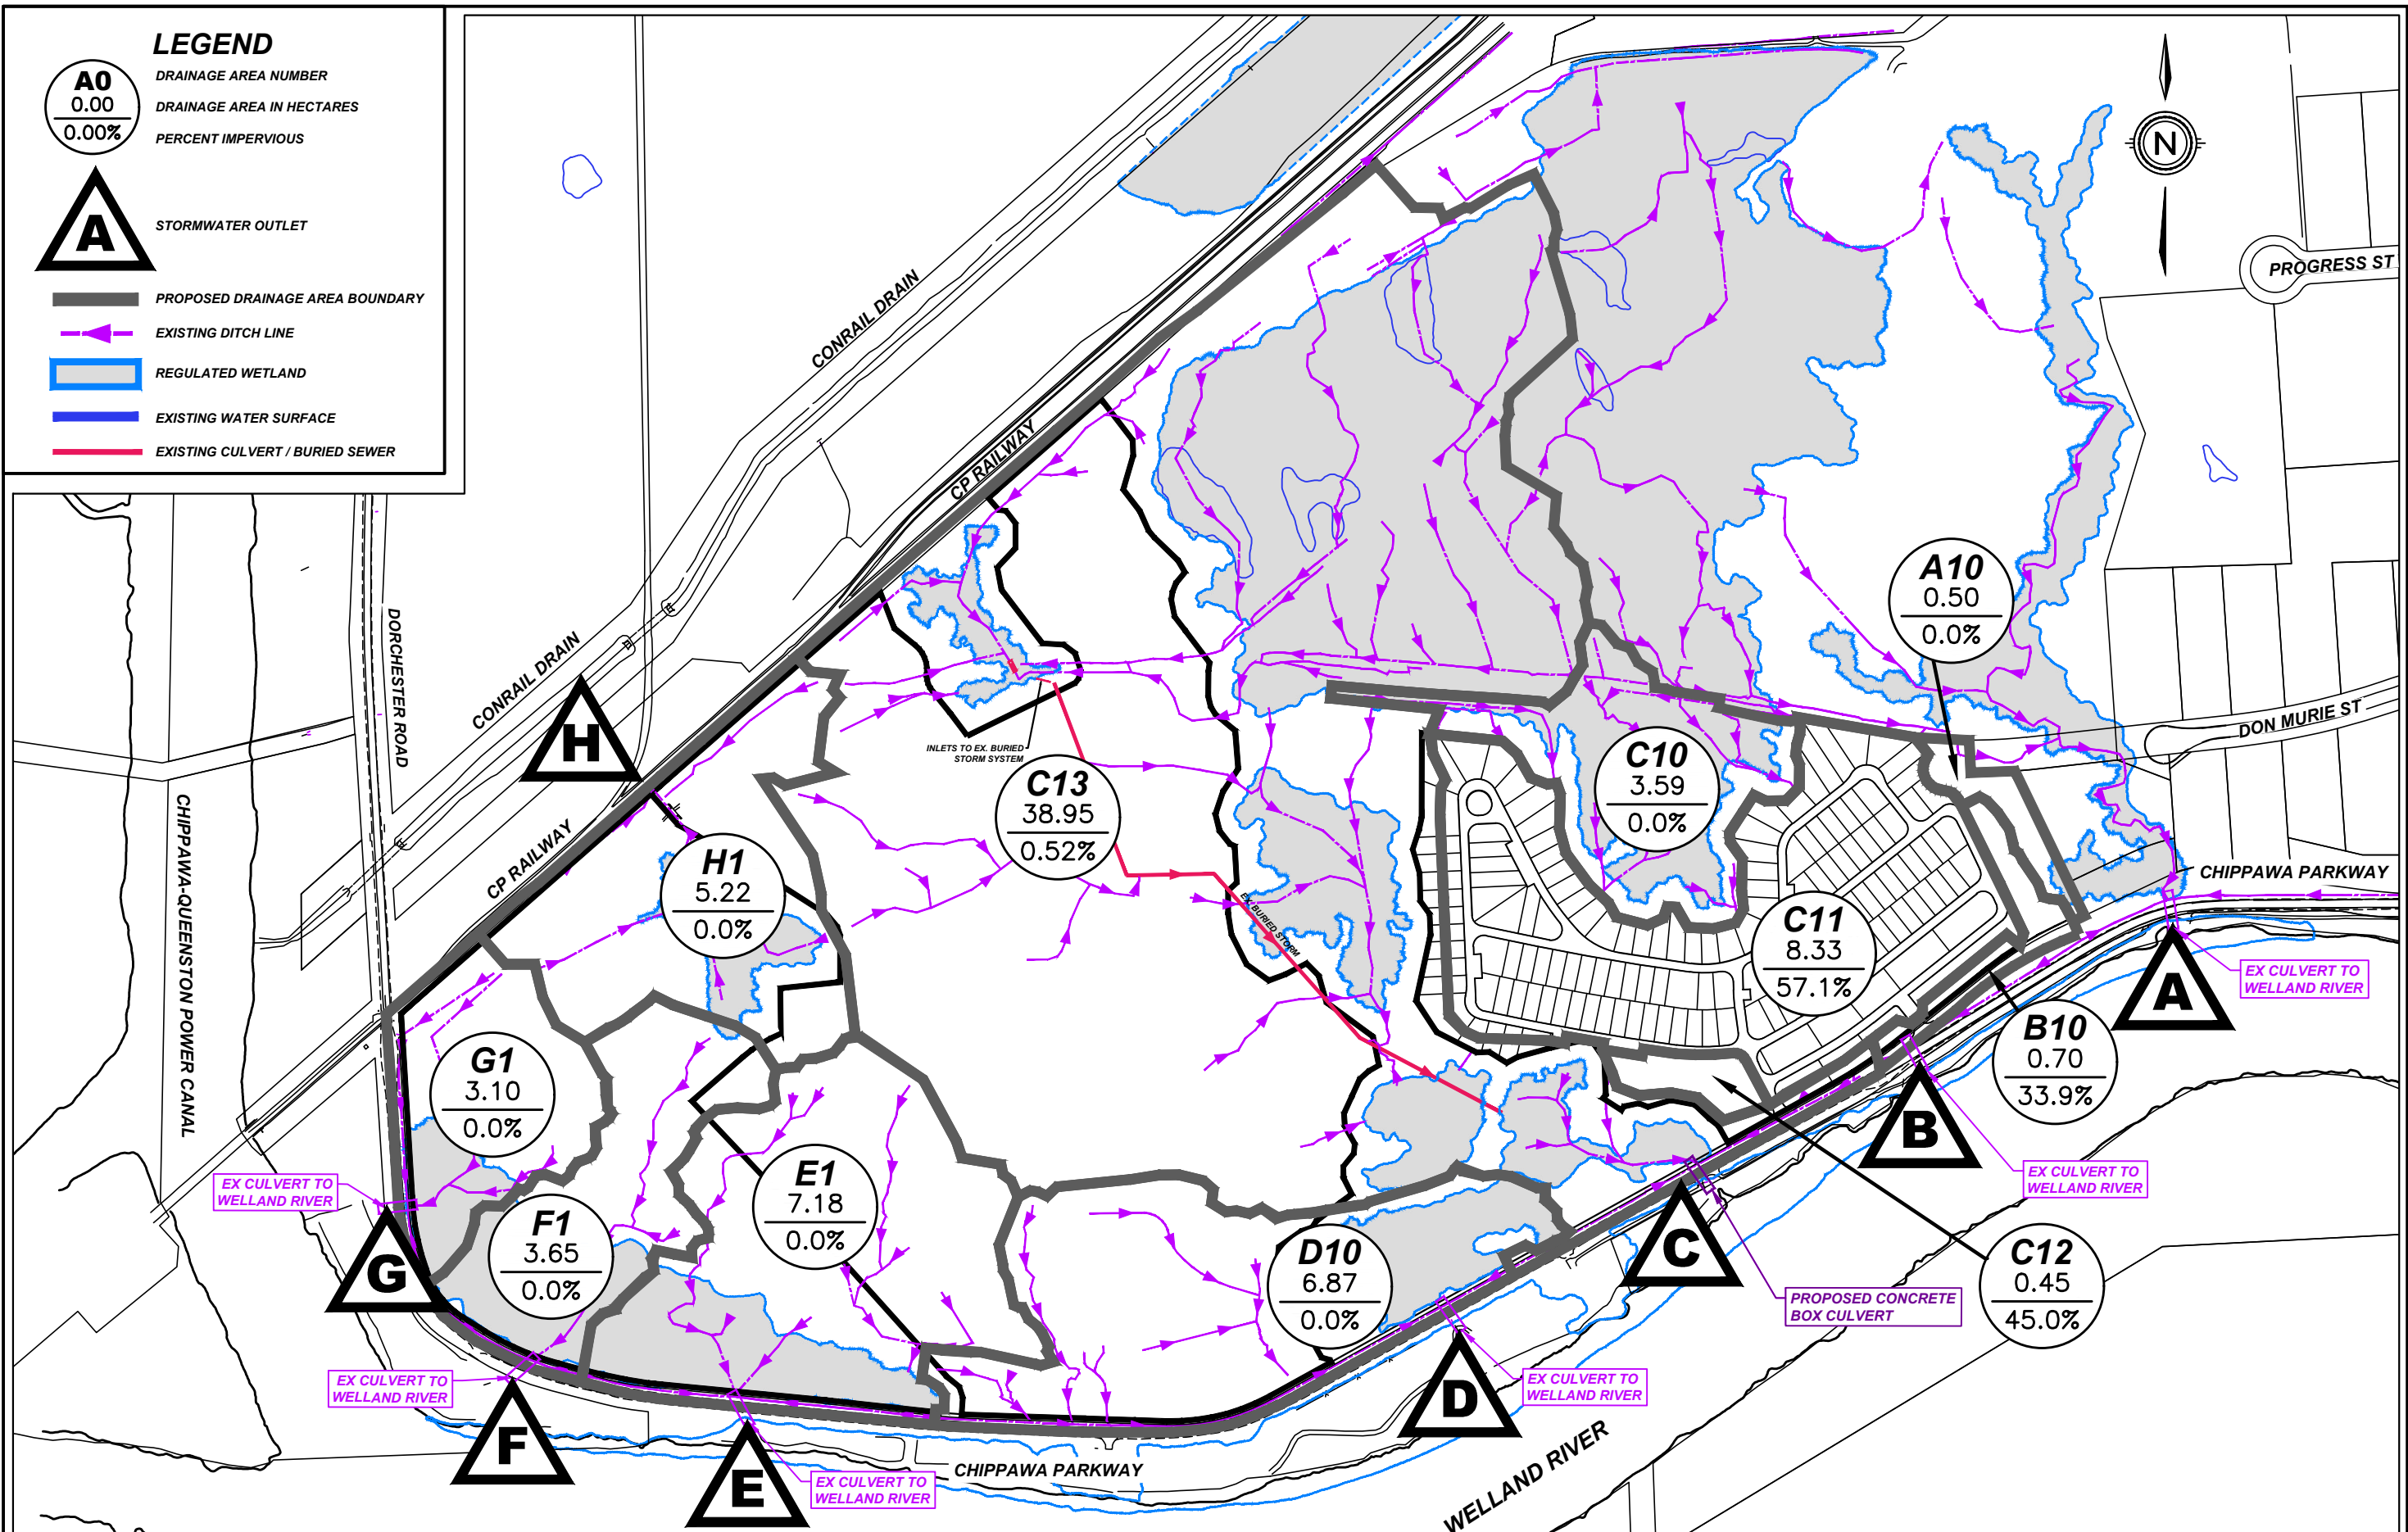 LEGEND
A0
0.00
0.00%
DRAINAGE AREA NUMBER
DRAINAGE AREA IN HECTARES
PERCENT IMPERVIOUS
A
STORMWATER OUTLET
PROPOSED DRAINAGE AREA BOUNDARY
EXISTING DITCH LINE
REGULATED WETLAND
EXISTING WATER SURFACE
EXISTING CULVERT / BURIED SEWER
N
PROGRESS ST
CONRAIL DRAIN
CP RAILWAY
A10
0.50
0.0%
DORCHESTER ROAD
CONRAIL DRAIN
H
DON MURIE ST
INLETS TO EX. BURIED
STORM SYSTEM
C13
38.95
0.52%
C10
3.59
0.0%
CHIPPAWA-QUEENSTON POWER CANAL
CP RAILWAY
H1
5.22
0.0%
EX. BURIED STORM
C11
8.33
57.1%
CHIPPAWA PARKWAY
A
EX CULVERT TO
WELLAND RIVER
G1
3.10
0.0%
B10
0.70
33.9%
B
EX CULVERT TO
WELLAND RIVER
EX CULVERT TO
WELLAND RIVER
E1
7.18
0.0%
F1
3.65
0.0%
G
D10
6.87
0.0%
C
C12
0.45
45.0%
PROPOSED CONCRETE
BOX CULVERT
EX CULVERT TO
WELLAND RIVER
F
D
EX CULVERT TO
WELLAND RIVER
E
EX CULVERT TO
WELLAND RIVER
CHIPPAWA PARKWAY
WELLAND RIVER